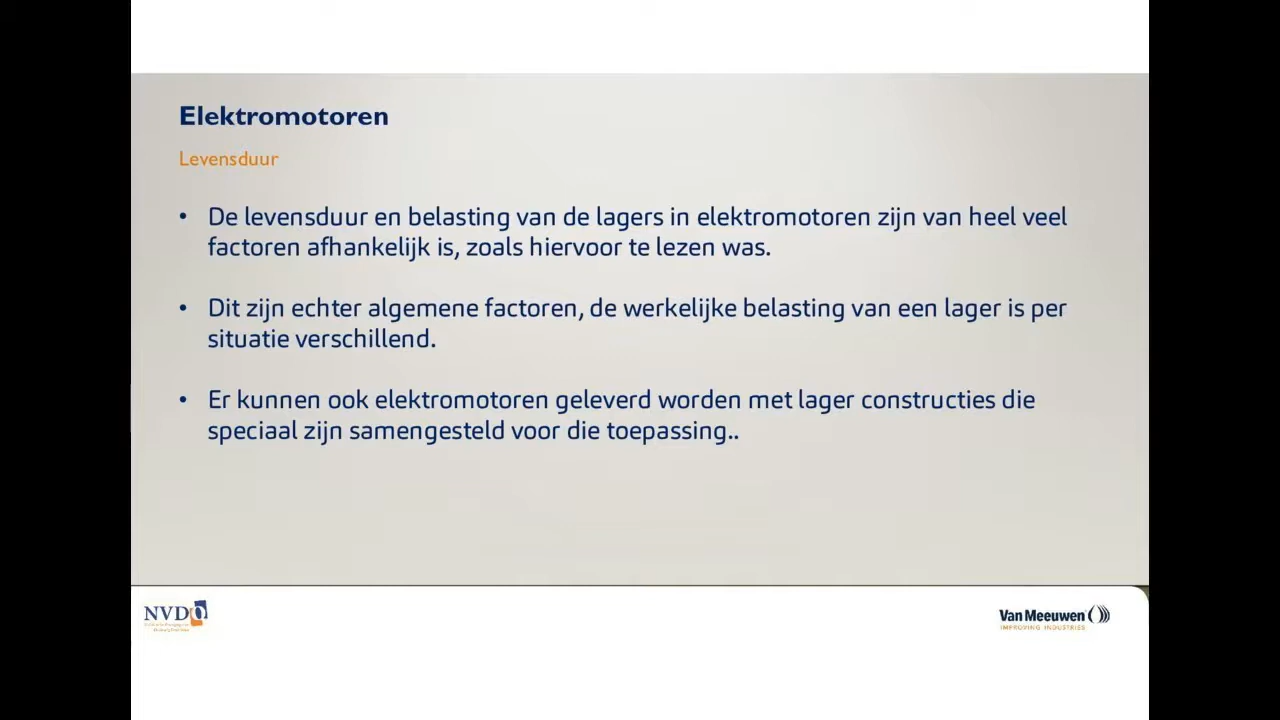 Elektromotoren
Levensduur
• De levensduur en belasting van de lagers in elektromotoren zijn van heel veel
factoren afhankelijk is, zoals hiervoor te lezen was.
• Dit zijn echter algemene factoren, de werkelijke belasting van een lager is per
situatie verschillend.
• Er kunnen ook elektromotoren geleverd worden met lager constructies die
speciaal zijn samengesteld voor die toepassing..
NVDO
Van Meeuwen
IMPROVING INDUSTRIES